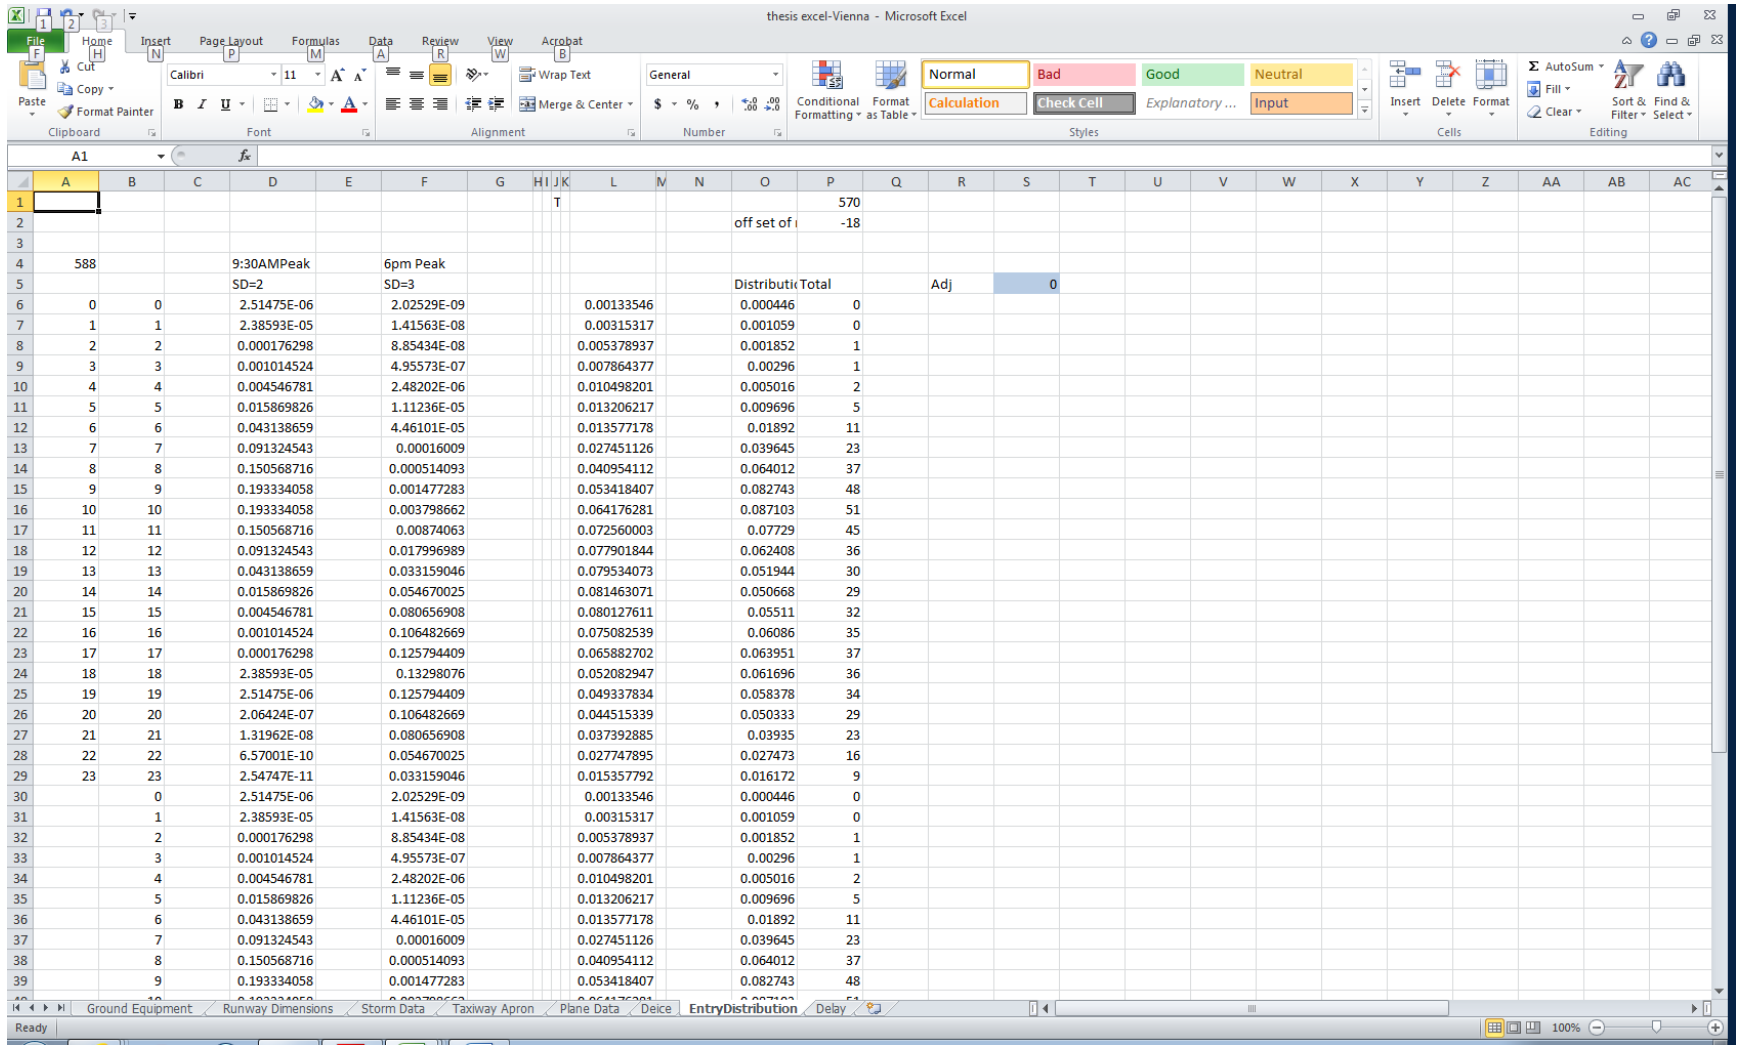 1 2 3
thesis excel-Vienna - Microsoft Excel
File Home Insert Page Layout Formulas Data Review View Acrobat
F H N P M A R W B
Cut
Copy
Format Painter
Paste
Calibri 11
B I U
Wrap Text
Merge & Center
General
$ % ,
Conditional Formatting
Format as Table
Normal Bad Good Neutral
Calculation Check Cell Explanatory ... Input
Insert Delete Format
Σ AutoSum
Fill
Clear
Sort & Filter
Find & Select
Clipboard Font Alignment Number Styles Cells Editing
A1 fx
A B C D E F G H I J K L M N O P Q R S T U V W X Y Z AA AB AC
1 T 570
2 off set of -18
3
4 588 9:30AMPeak 6pm Peak
5 SD=2 SD=3 Distributic Total Adj 0
6 0 0 2.51475E-06 2.02529E-09 0.00133546 0.000446 0
7 1 1 2.38593E-05 1.41563E-08 0.00315317 0.001059 0
8 2 2 0.000176298 8.85434E-08 0.005378937 0.001852 1
9 3 3 0.001014524 4.95573E-07 0.007864377 0.00296 1
10 4 4 0.004546781 2.48202E-06 0.010498201 0.005016 2
11 5 5 0.015869826 1.11236E-05 0.013206217 0.009696 5
12 6 6 0.043138659 4.46101E-05 0.013577178 0.01892 11
13 7 7 0.091324543 0.00016009 0.027451126 0.039645 23
14 8 8 0.150568716 0.000514093 0.040954112 0.064012 37
15 9 9 0.193334058 0.001477283 0.053418407 0.082743 48
16 10 10 0.193334058 0.003798662 0.064176281 0.087103 51
17 11 11 0.150568716 0.00874063 0.072560003 0.07729 45
18 12 12 0.091324543 0.017996989 0.077901844 0.062408 36
19 13 13 0.043138659 0.033159046 0.079534073 0.051944 30
20 14 14 0.015869826 0.054670025 0.081463071 0.050668 29
21 15 15 0.004546781 0.080656908 0.080127611 0.05511 32
22 16 16 0.001014524 0.106482669 0.075082539 0.06086 35
23 17 17 0.000176298 0.125794409 0.065882702 0.063951 37
24 18 18 2.38593E-05 0.13298076 0.052082947 0.061696 36
25 19 19 2.51475E-06 0.125794409 0.049337834 0.058378 34
26 20 20 2.06424E-07 0.106482669 0.044515339 0.050333 29
27 21 21 1.31962E-08 0.080656908 0.037392885 0.03935 23
28 22 22 6.57001E-10 0.054670025 0.027747895 0.027473 16
29 23 23 2.54747E-11 0.033159046 0.015357792 0.016172 9
30 0 2.51475E-06 2.02529E-09 0.00133546 0.000446 0
31 1 2.38593E-05 1.41563E-08 0.00315317 0.001059 0
32 2 0.000176298 8.85434E-08 0.005378937 0.001852 1
33 3 0.001014524 4.95573E-07 0.007864377 0.00296 1
34 4 0.004546781 2.48202E-06 0.010498201 0.005016 2
35 5 0.015869826 1.11236E-05 0.013206217 0.009696 5
36 6 0.043138659 4.46101E-05 0.013577178 0.01892 11
37 7 0.091324543 0.00016009 0.027451126 0.039645 23
38 8 0.150568716 0.000514093 0.040954112 0.064012 37
39 9 0.193334058 0.001477283 0.053418407 0.082743 48
Ground Equipment Runway Dimensions Storm Data Taxiway Apron Plane Data Deice EntryDistribution Delay
Ready 100%